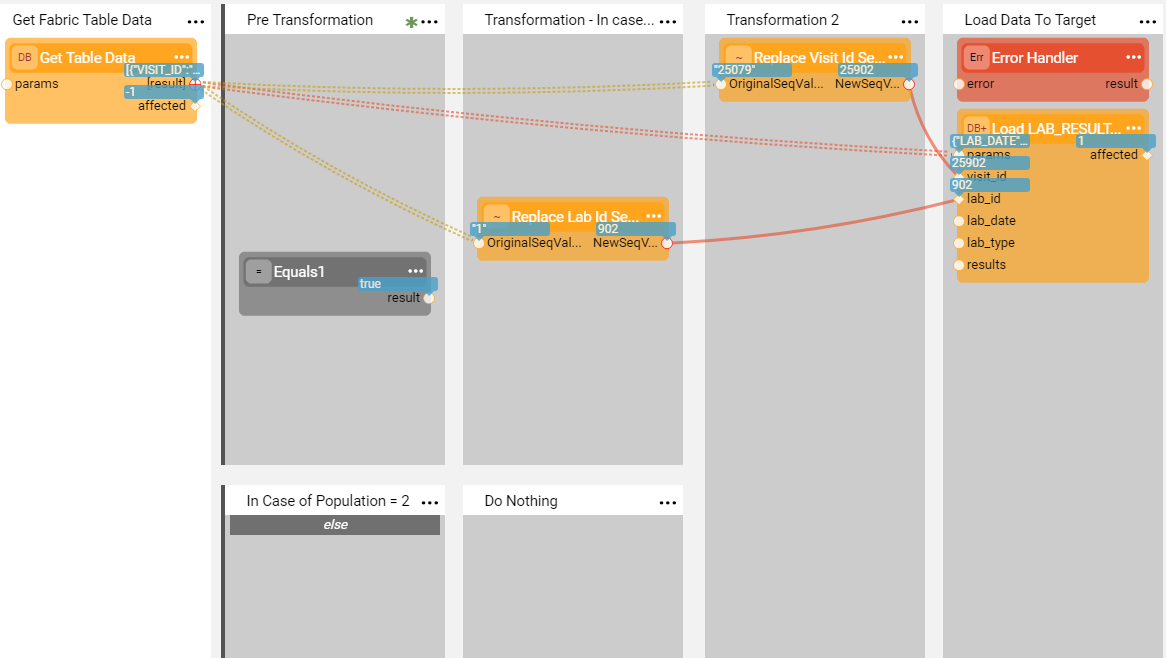 Get Fabric Table Data
Pre Transformation
Transformation - In case...
Transformation 2
Load Data To Target
DB Get Table Data
[{"VISIT_ID":"...
params
[result]
-1
affected
= Equals1
true
result
~ Replace Lab Id Se...
"1"
902
OriginalSeqVal...
NewSeqV...
~ Replace Visit Id Se...
"25079"
25902
OriginalSeqVal...
NewSeqV...
Err Error Handler
error
result
DB+ Load LAB_RESULT...
{"LAB_DATE"...
1
params
affected
25902
visit_id
902
lab_id
lab_date
lab_type
results
In Case of Population = 2
Do Nothing
else